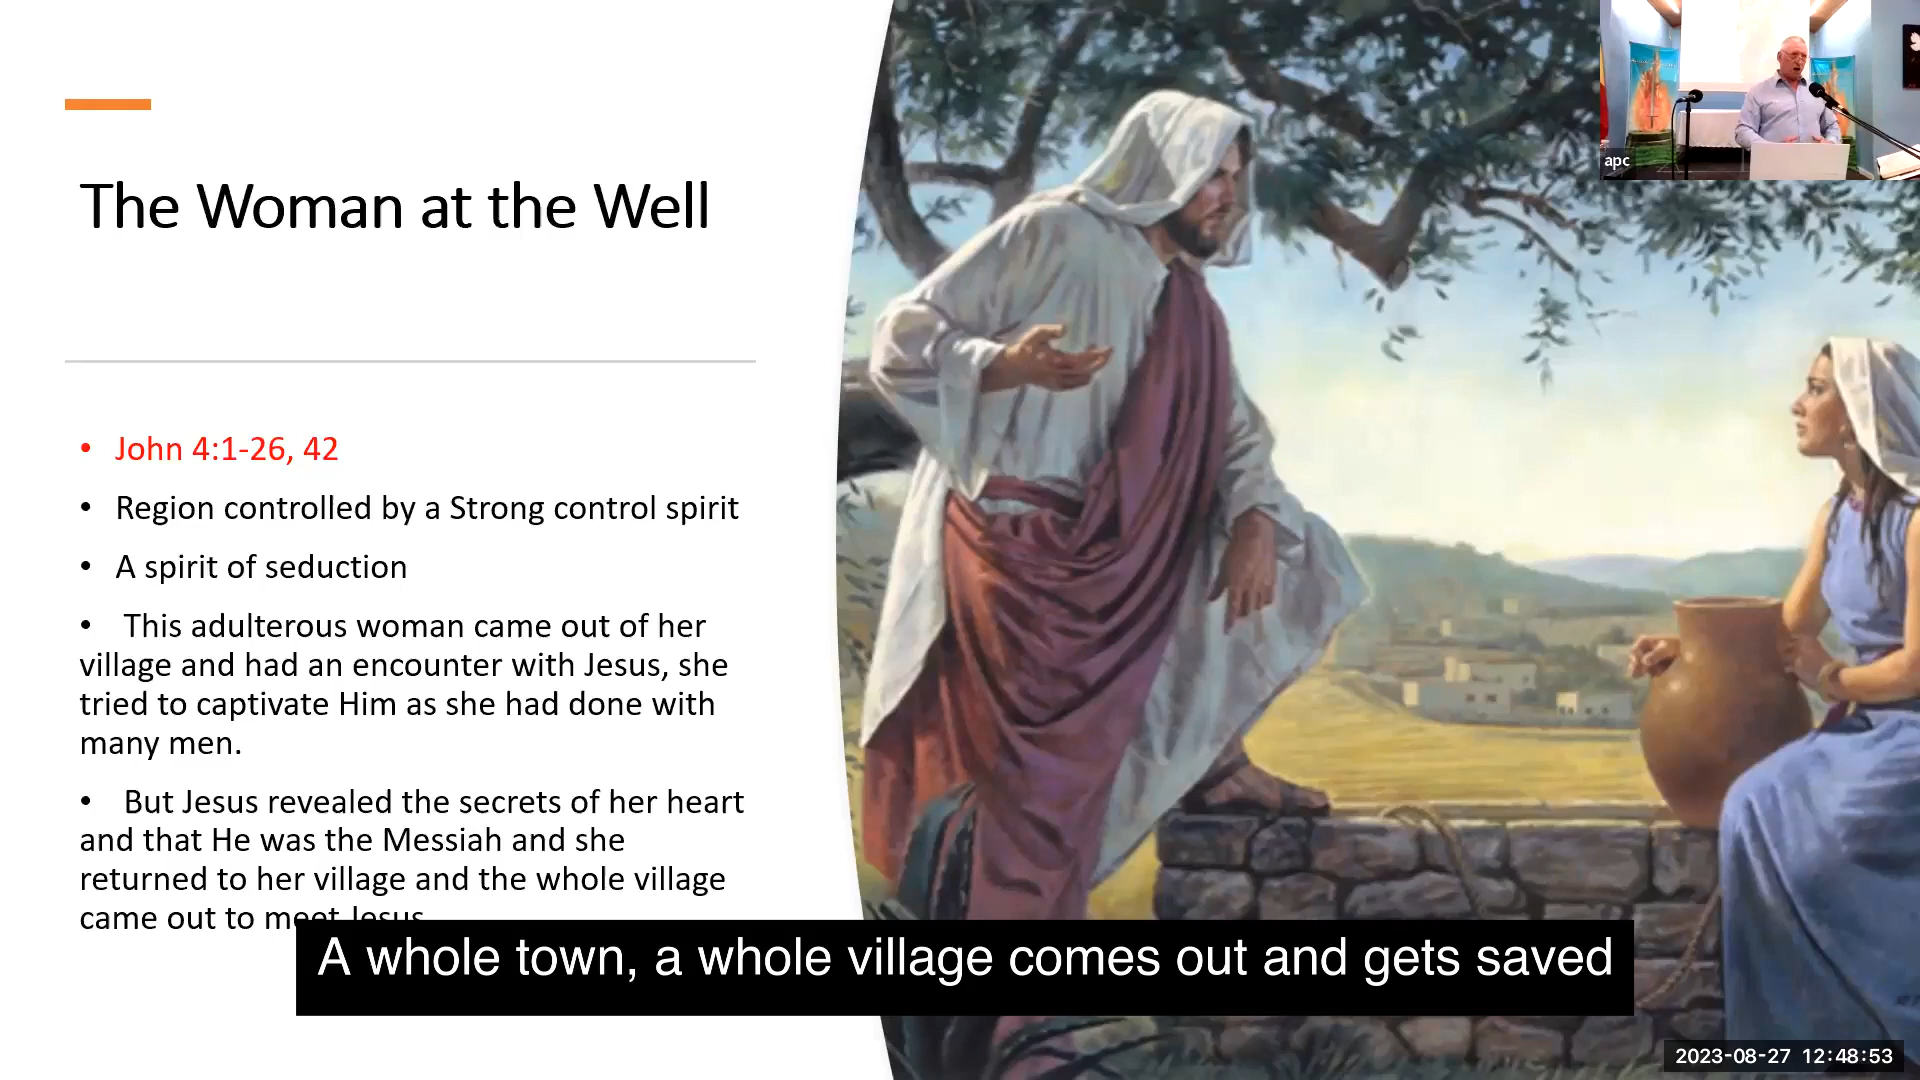 The Woman at the Well
• John 4:1-26, 42
• Region controlled by a Strong control spirit
• A spirit of seduction
• This adulterous woman came out of her
village and had an encounter with Jesus, she
tried to captivate Him as she had done with
many men.
• But Jesus revealed the secrets of her heart
and that He was the Messiah and she
returned to her village and the whole village
came out to meet Jesus
A whole town, a whole village comes out and gets saved
apc
2023-08-27 12:48:53